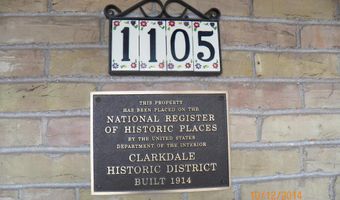 1105
THIS PROPERTY
HAS BEEN PLACED ON THE
NATIONAL REGISTER
OF HISTORIC PLACES
BY THE UNITED STATES
DEPARTMENT OF THE INTERIOR
CLARKDALE
HISTORIC DISTRICT
BUILT 1914
10/12/2014